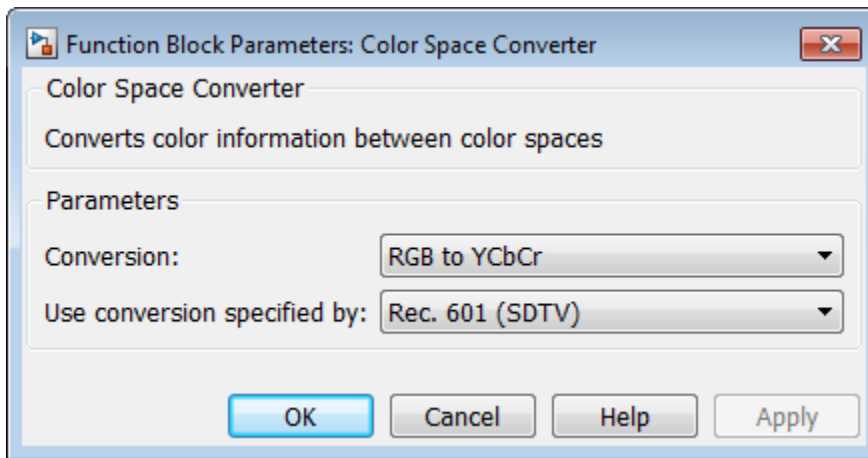 Function Block Parameters: Color Space Converter
Color Space Converter
Converts color information between color spaces
Parameters
Conversion: RGB to YCbCr
Use conversion specified by: Rec. 601 (SDTV)
OK Cancel Help Apply